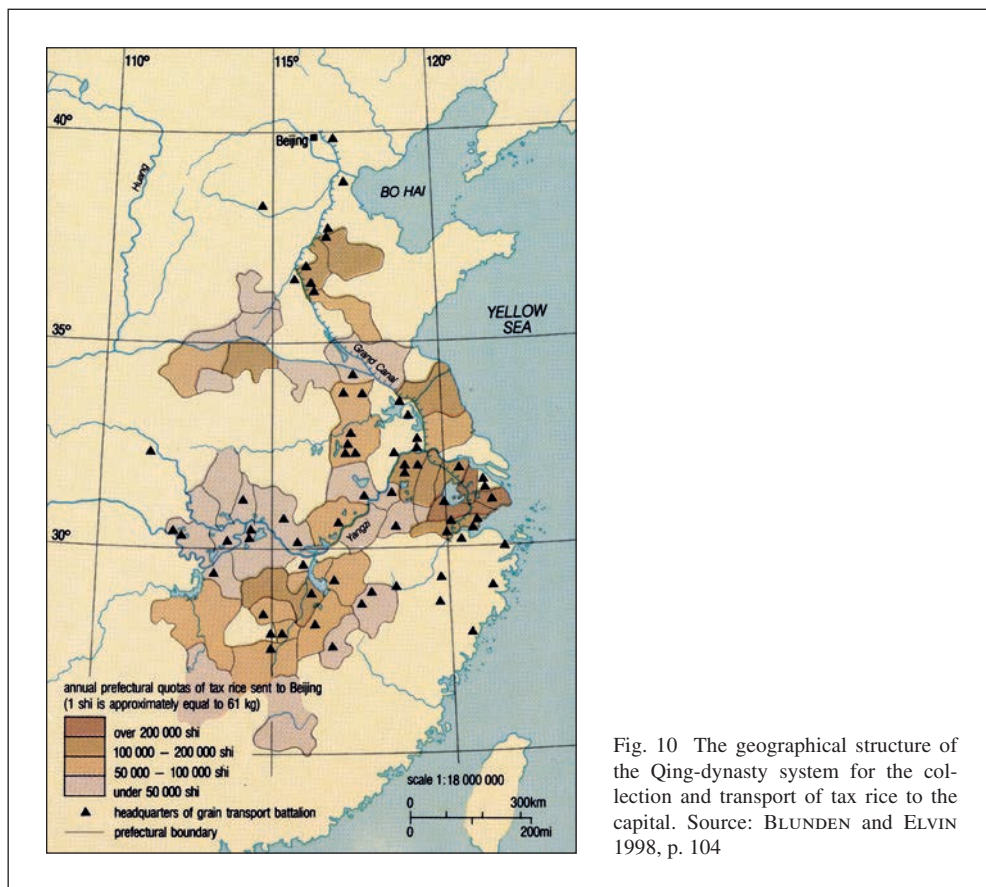 110°
115°
120°
40°
Beijing
Huang
BO HAI
YELLOW
SEA
35°
Grand Canal
30°
Yangzi
annual prefectural quotas of tax rice sent to Beijing
(1 shi is approximately equal to 61 kg)
over 200 000 shi
100 000 – 200 000 shi
50 000 – 100 000 shi
under 50 000 shi
headquarters of grain transport battalion
prefectural boundary
scale 1:18 000 000
0 300km
0 200mi
Fig. 10 The geographical structure of
the Qing-dynasty system for the col-
lection and transport of tax rice to the
capital. Source: BLUNDEN and ELVIN
1998, p. 104